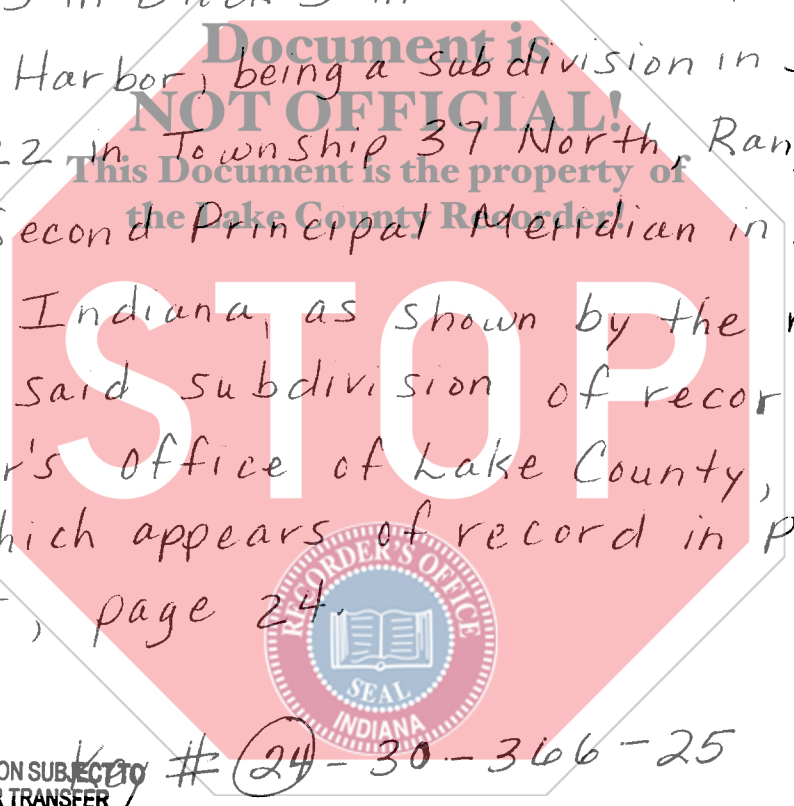 Document is
Harbor, being a subdivision in
NOT OFFICIAL!
22 in Township 37 North, Ran
This Document is the property of
the Lake County Recorder!
econd Principal Meridian in
STOP
Indiana, as shown by the
said subdivision of recor
r's office of Lake County,
hich appears of record in P
, page 24.
RECORDER'S OFFICE
SEAL
INDIANA
Key # 24-30-366-25
ON SUBJECT TO
R TRANSFER